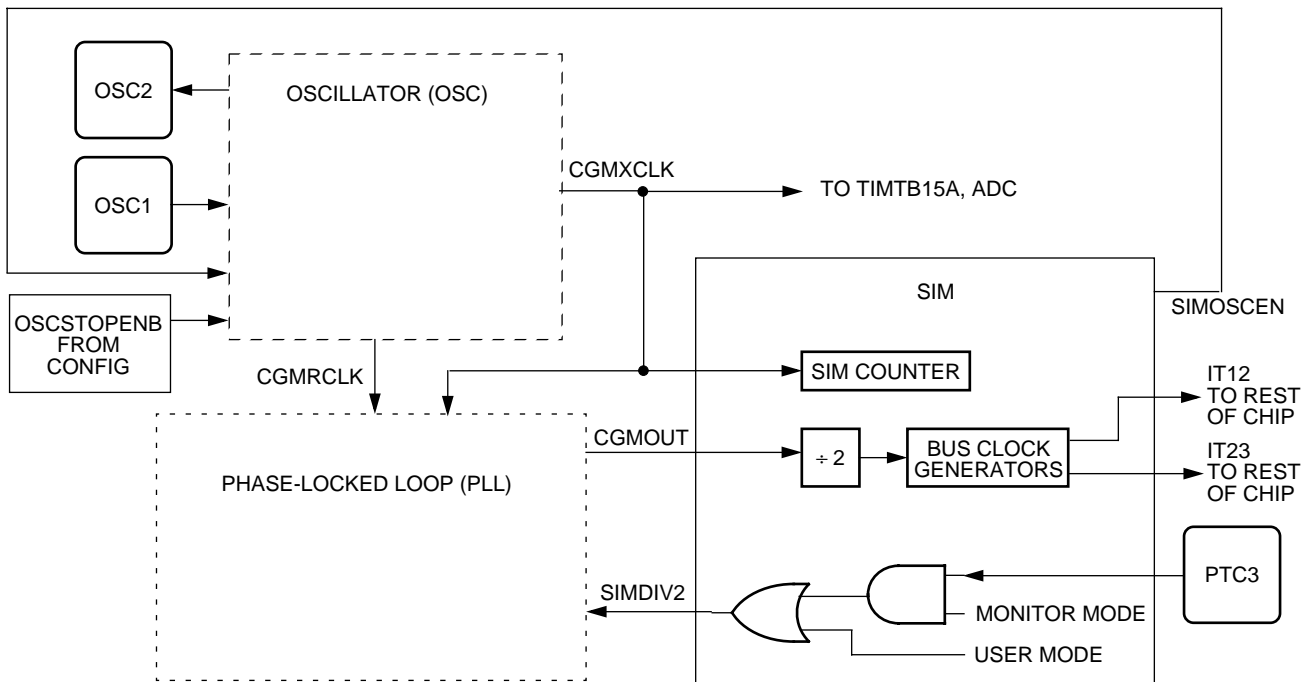 OSC2
OSCILLATOR (OSC)
CGMXCLK
OSC1
TO TIMTB15A, ADC
SIM
SIMOSCEN
OSCSTOPENB
FROM
CONFIG
CGMRCLK
SIM COUNTER
IT12
TO REST
OF CHIP
CGMOUT
÷ 2
BUS CLOCK
GENERATORS
IT23
TO REST
OF CHIP
PHASE-LOCKED LOOP (PLL)
SIMDIV2
PTC3
MONITOR MODE
USER MODE